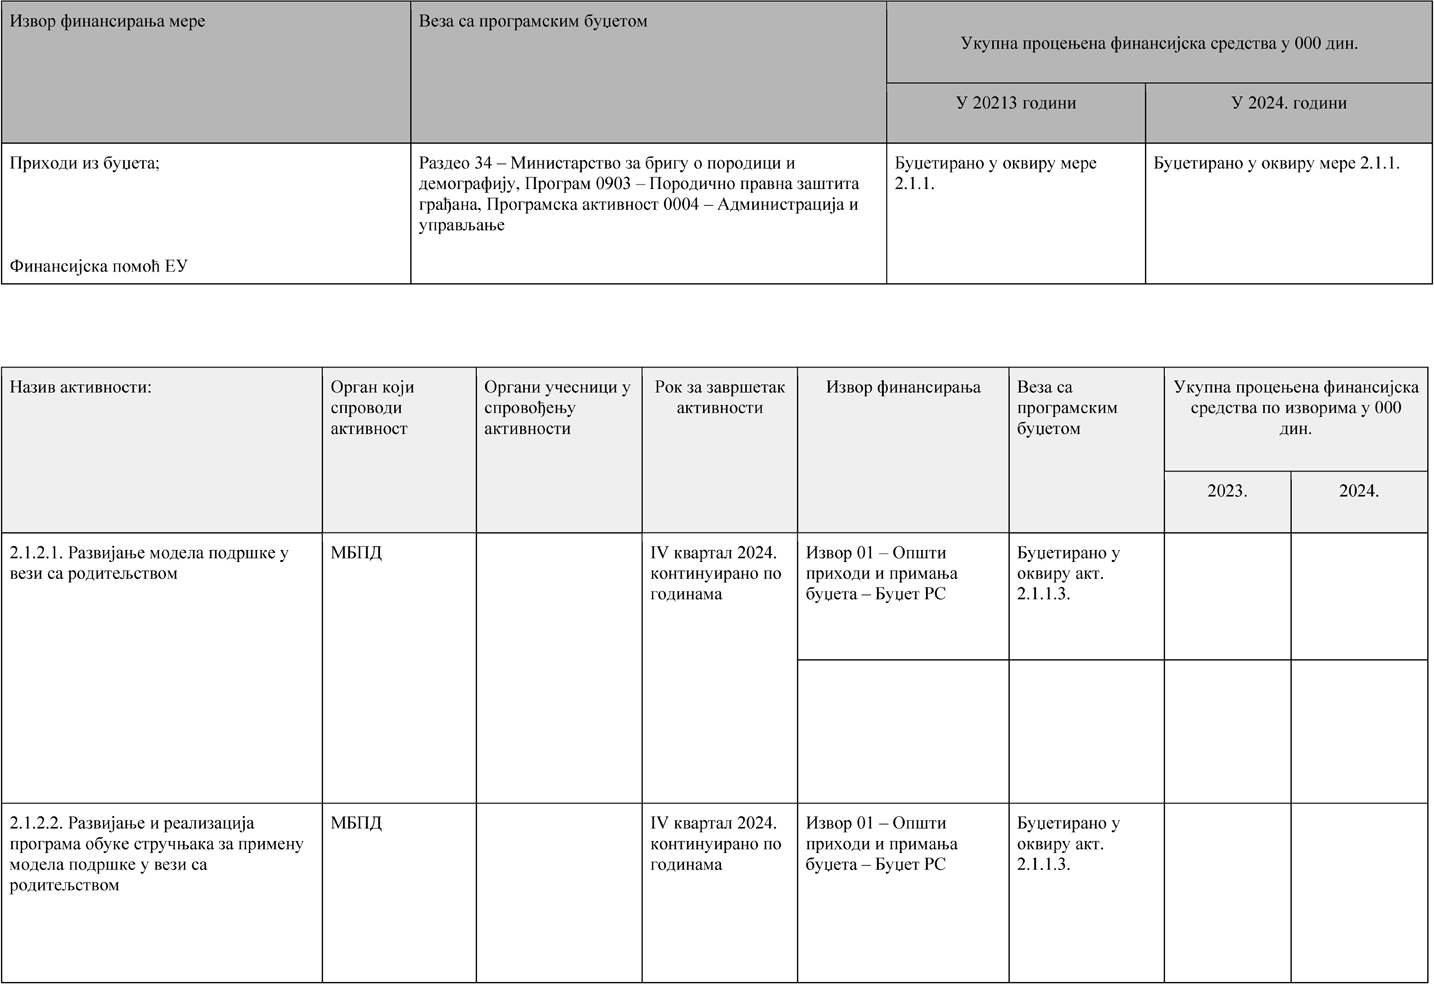 Извор финансирања мере
Веза са програмским буџетом
Укупна процењена финансијска средства у 000 дин.
У 20213 години
У 2024. години
Приходи из буџета;
Финансијска помоћ ЕУ
Раздео 34 – Министарство за бригу о породици и
демографију, Програм 0903 – Породично правна заштита
грађана, Програмска активност 0004 – Администрација и
управљање
Буџетирано у оквиру мере
2.1.1.
Буџетирано у оквиру мере 2.1.1.
Назив активности:
Орган који
спроводи
активност
Органи учесници у
спровођењу
активности
Рок за завршетак
активности
Извор финансирања
Веза са
програмским
буџетом
Укупна процењена финансијска
средства по изворима у 000
дин.
2023.
2024.
2.1.2.1. Развијање модела подршке у
вези са родитељством
МБПД
IV квартал 2024.
континуирано по
годинама
Извор 01 – Општи
приходи и примања
буџета – Буџет РС
Буџетирано у
оквиру акт.
2.1.1.3.
2.1.2.2. Развијање и реализација
програма обуке стручњака за примену
модела подршке у вези са
родитељством
МБПД
IV квартал 2024.
континуирано по
годинама
Извор 01 – Општи
приходи и примања
буџета – Буџет РС
Буџетирано у
оквиру акт.
2.1.1.3.